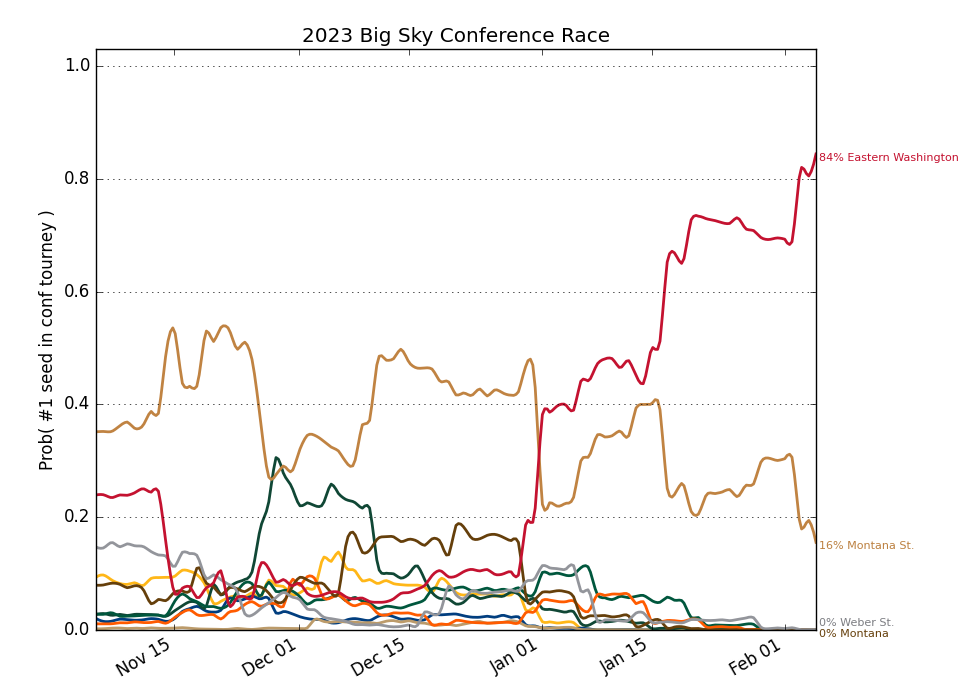 2023 Big Sky Conference Race
Prob( #1 seed in conf tourney )
1.0
0.8
0.6
0.4
0.2
0.0
84% Eastern Washington
16% Montana St.
0% Weber St.
0% Montana
Nov 15
Dec 01
Dec 15
Jan 01
Jan 15
Feb 01